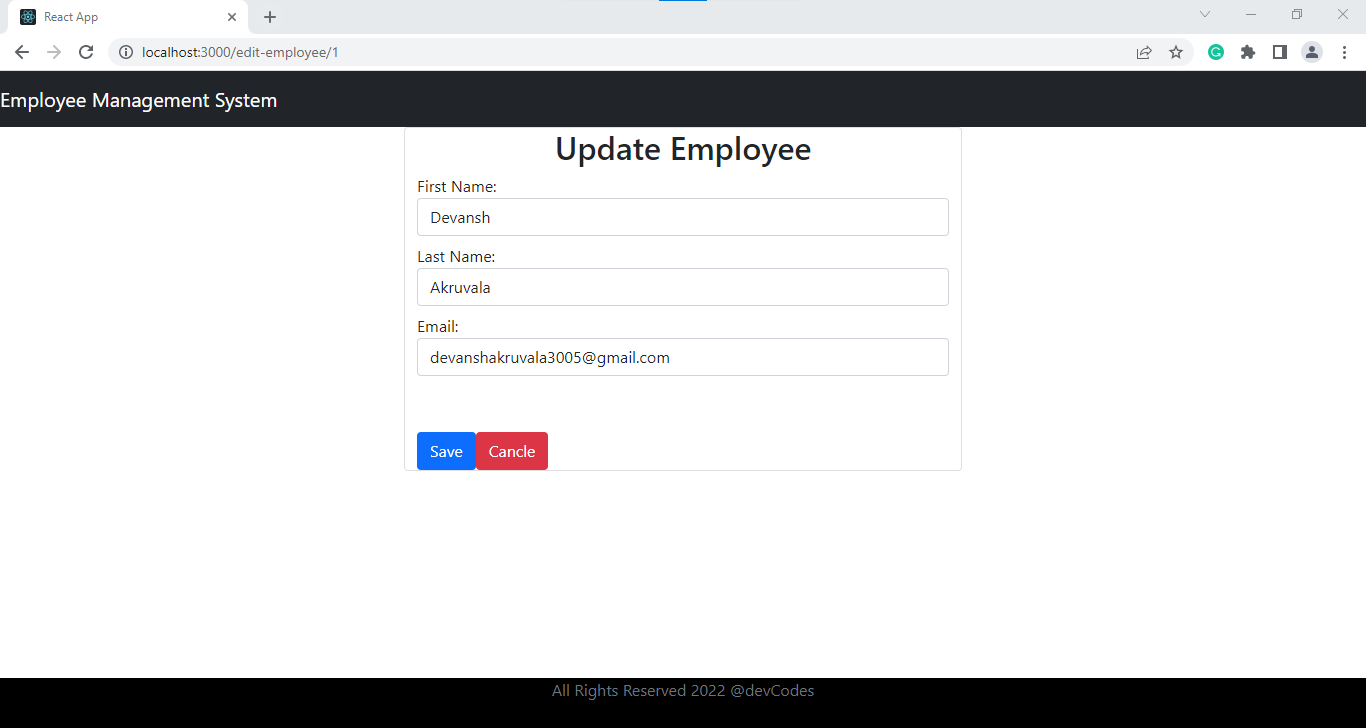 React App
localhost:3000/edit-employee/1
Employee Management System
Update Employee
First Name:
Devansh
Last Name:
Akruvala
Email:
devanshakruvala3005@gmail.com
Save Cancle
All Rights Reserved 2022 @devCodes